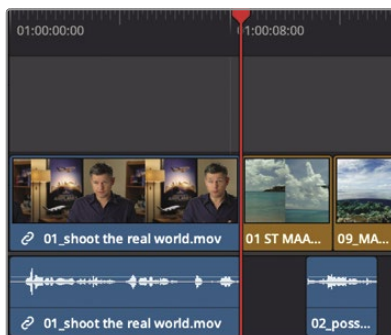 01:00:00:00
01:00:08:00
01_shoot the real world.mov
01 ST MAA...
09_MA...
01_shoot the real world.mov
02_poss...